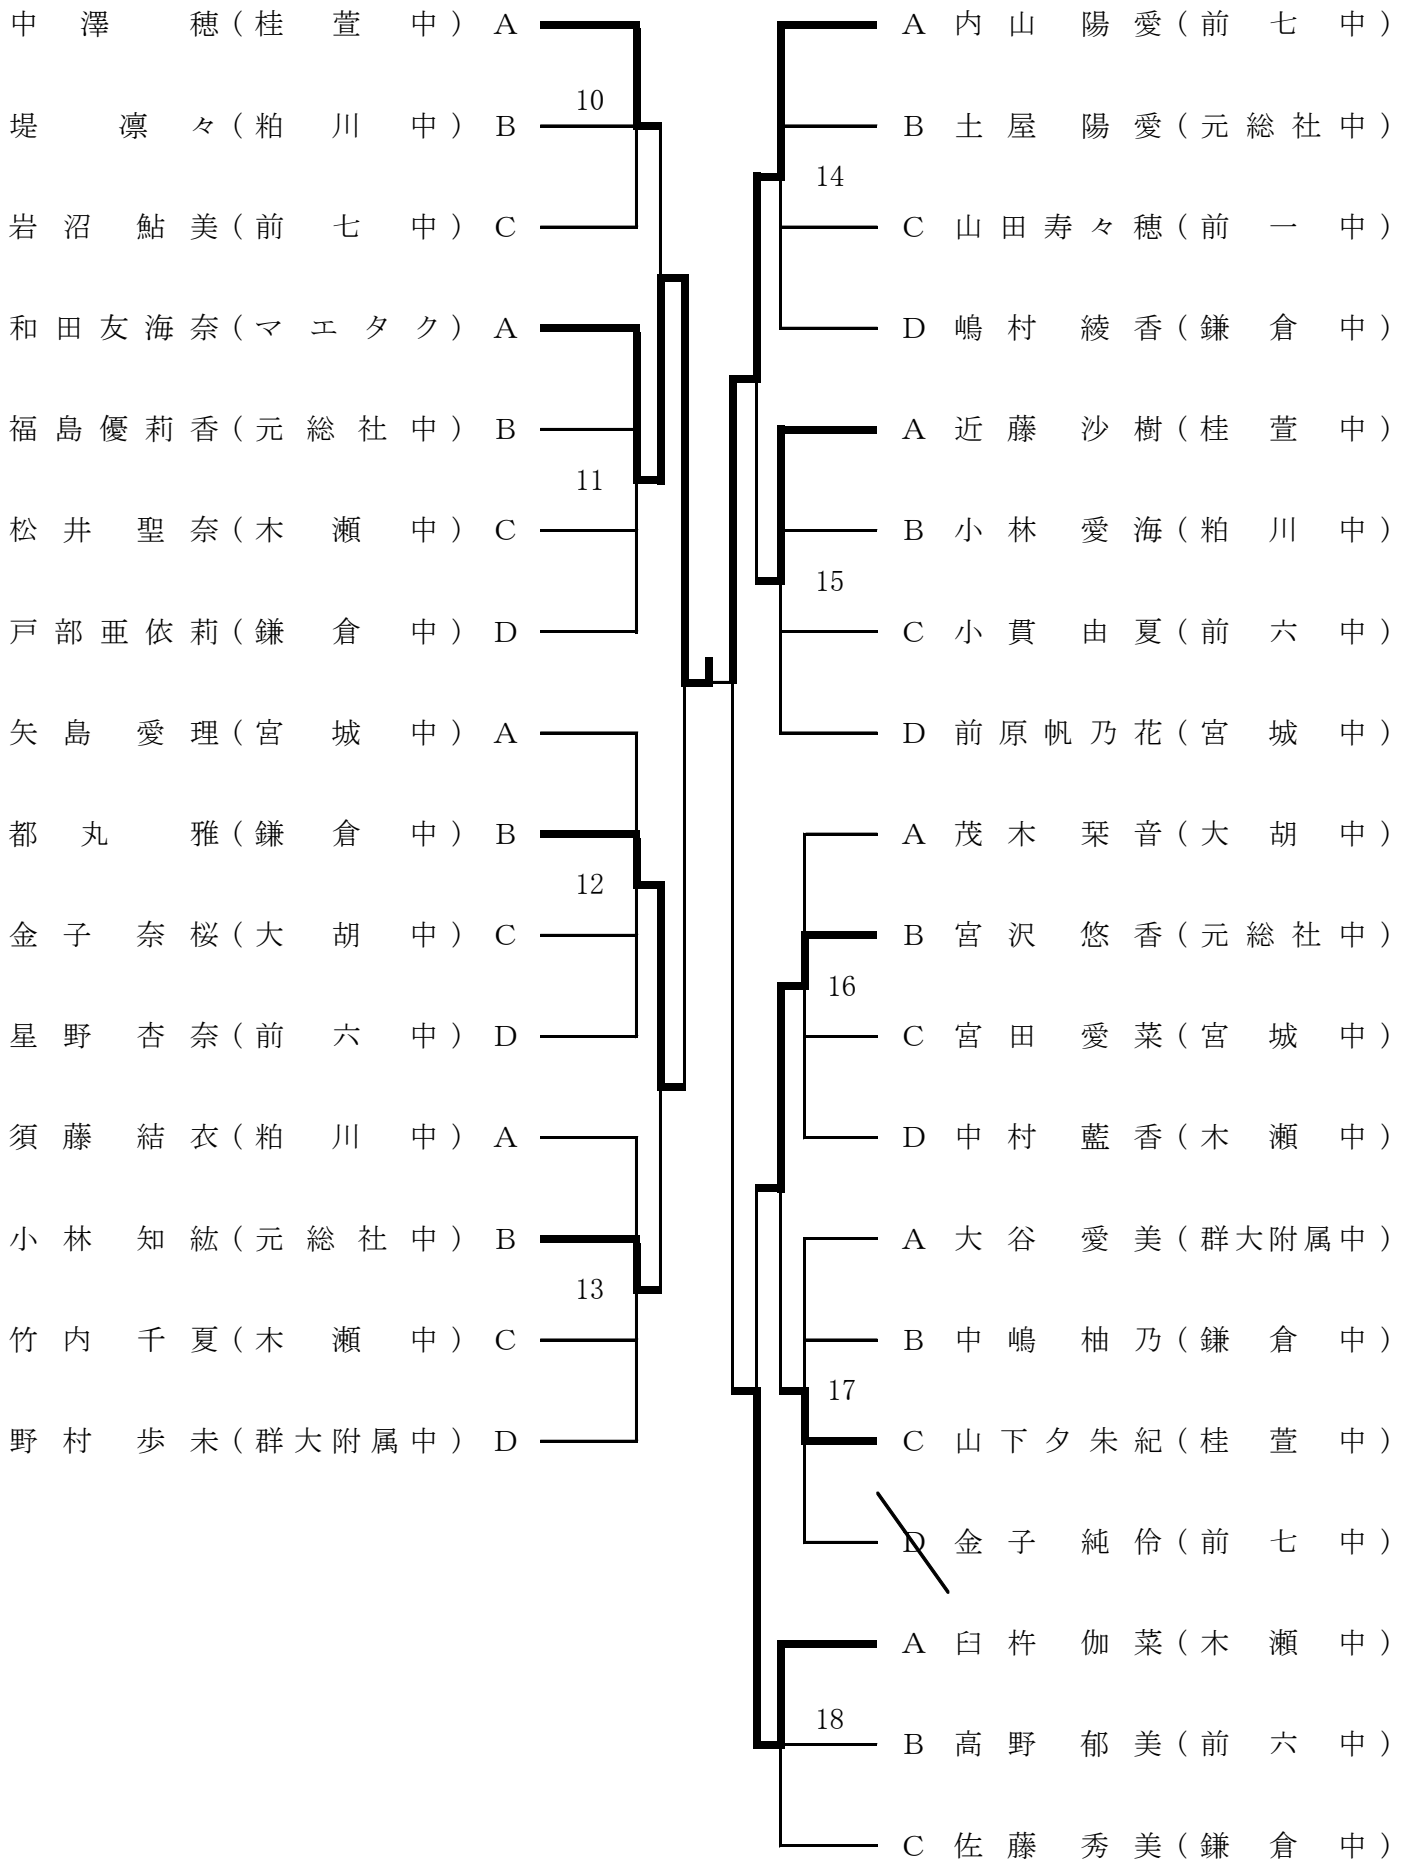 中澤穂(桂萱中) A
10
堤凛々(粕川中) B
岩沼鮎美(前七中) C
和田友海奈(マエタク) A
福島優莉香(元総社中) B
11
松井聖奈(木瀬中) C
戸部亜依莉(鎌倉中) D
矢島愛理(宮城中) A
都丸雅(鎌倉中) B
12
金子奈桜(大胡中) C
星野杏奈(前六中) D
須藤結衣(粕川中) A
小林知紘(元総社中) B
13
竹内千夏(木瀬中) C
野村歩未(群大附属中) D
A 内山陽愛(前七中)
B 土屋陽愛(元総社中)
14
C 山田寿々穂(前一中)
D 嶋村綾香(鎌倉中)
A 近藤沙樹(桂萱中)
B 小林愛海(粕川中)
15
C 小貫由夏(前六中)
D 前原帆乃花(宮城中)
A 茂木栞音(大胡中)
B 宮沢悠香(元総社中)
16
C 宮田愛菜(宮城中)
D 中村藍香(木瀬中)
A 大谷愛美(群大附属中)
B 中嶋柚乃(鎌倉中)
17
C 山下夕朱紀(桂萱中)
D 金子純伶(前七中)
A 臼杵伽菜(木瀬中)
18
B 高野郁美(前六中)
C 佐藤秀美(鎌倉中)